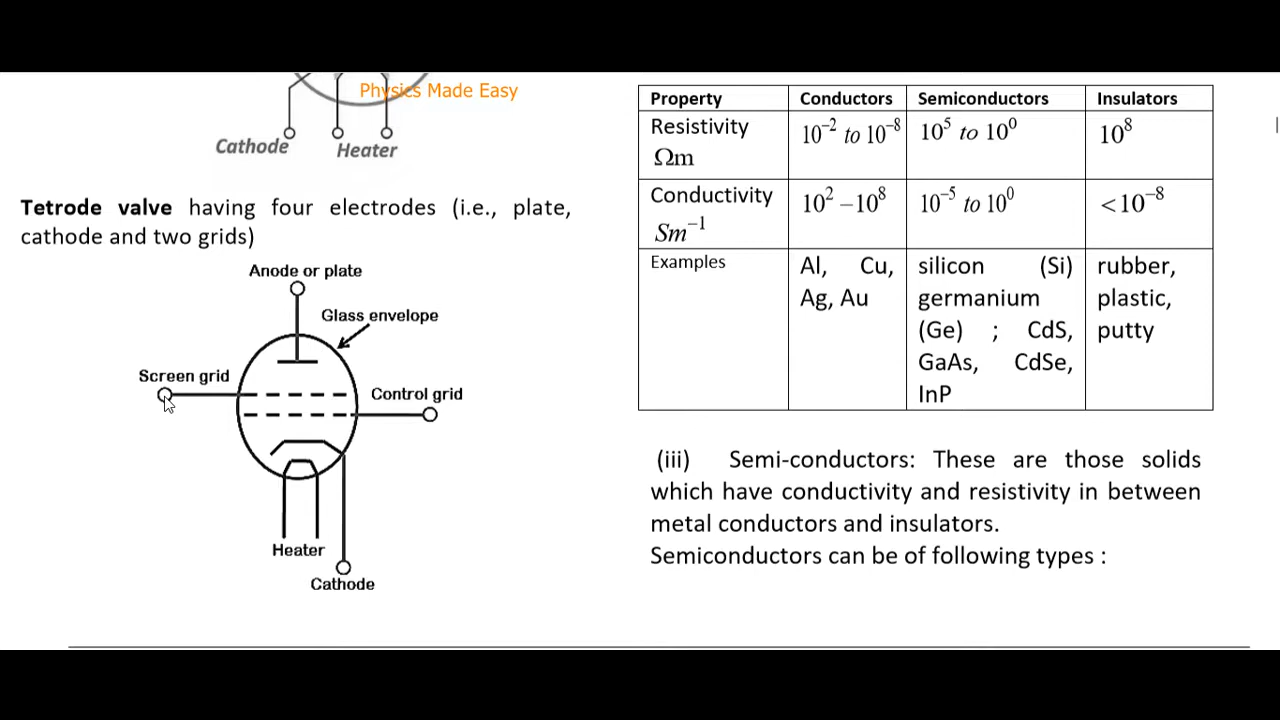 Physics Made Easy
Cathode
Heater
Tetrode valve having four electrodes (i.e., plate,
cathode and two grids)
Anode or plate
Glass envelope
Screen grid
Control grid
Heater
Cathode
Property Conductors Semiconductors Insulators
Resistivity Ωm 10⁻² to 10⁻⁸ 10⁵ to 10⁰ 10⁸
Conductivity Sm⁻¹ 10² –10⁸ 10⁻⁵ to 10⁰ <10⁻⁸
Examples
Al, Cu,
Ag, Au
silicon (Si)
germanium
(Ge) ; CdS,
GaAs, CdSe,
InP
rubber,
plastic,
putty
(iii) Semi-conductors: These are those solids
which have conductivity and resistivity in between
metal conductors and insulators.
Semiconductors can be of following types :